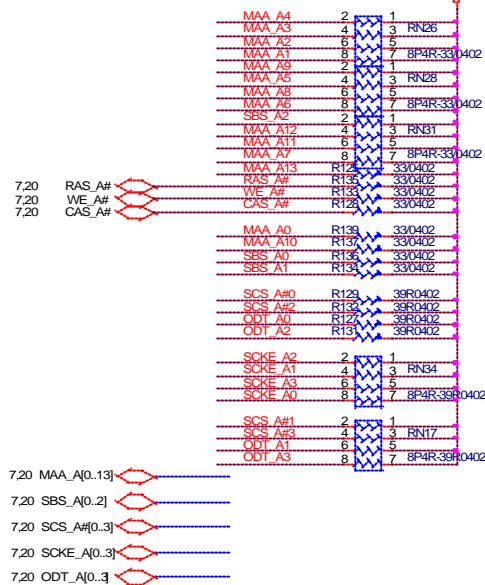 MAA_A4 2 1
MAA_A3 4 3 RN26
MAA_A2 6 5
MAA_A1 8 7 8P4R-33/0402
MAA_A9 2 1
MAA_A5 4 3 RN28
MAA_A8 6 5
MAA_A6 8 7 8P4R-33/0402
SBS_A2 2 1
MAA_A12 4 3 RN31
MAA_A11 6 5
MAA_A7 8 7 8P4R-33/0402
MAA_A13 33/0402
7,20 RAS_A# RAS_A# R135 33/0402
7,20 WE_A# WE_A# R133 33/0402
7,20 CAS_A# CAS_A# R128 33/0402
MAA_A0 R139 33/0402
MAA_A10 R137 33/0402
SBS_A0 R136 33/0402
SBS_A1 R134 33/0402
SCS_A#0 R129 39R0402
SCS_A#2 R132 39R0402
ODT_A0 R127 39R0402
ODT_A2 R131 39R0402
SCKE_A2 2 1
SCKE_A1 4 3 RN34
SCKE_A3 6 5
SCKE_A0 8 7 8P4R-39R0402
SCS_A#1 2 1
SCS_A#3 4 3 RN17
ODT_A1 6 5
ODT_A3 8 7 8P4R-39R0402
7,20 MAA_A[0..13]
7,20 SBS_A[0..2]
7,20 SCS_A#[0..3]
7,20 SCKE_A[0..3]
7,20 ODT_A[0..3]